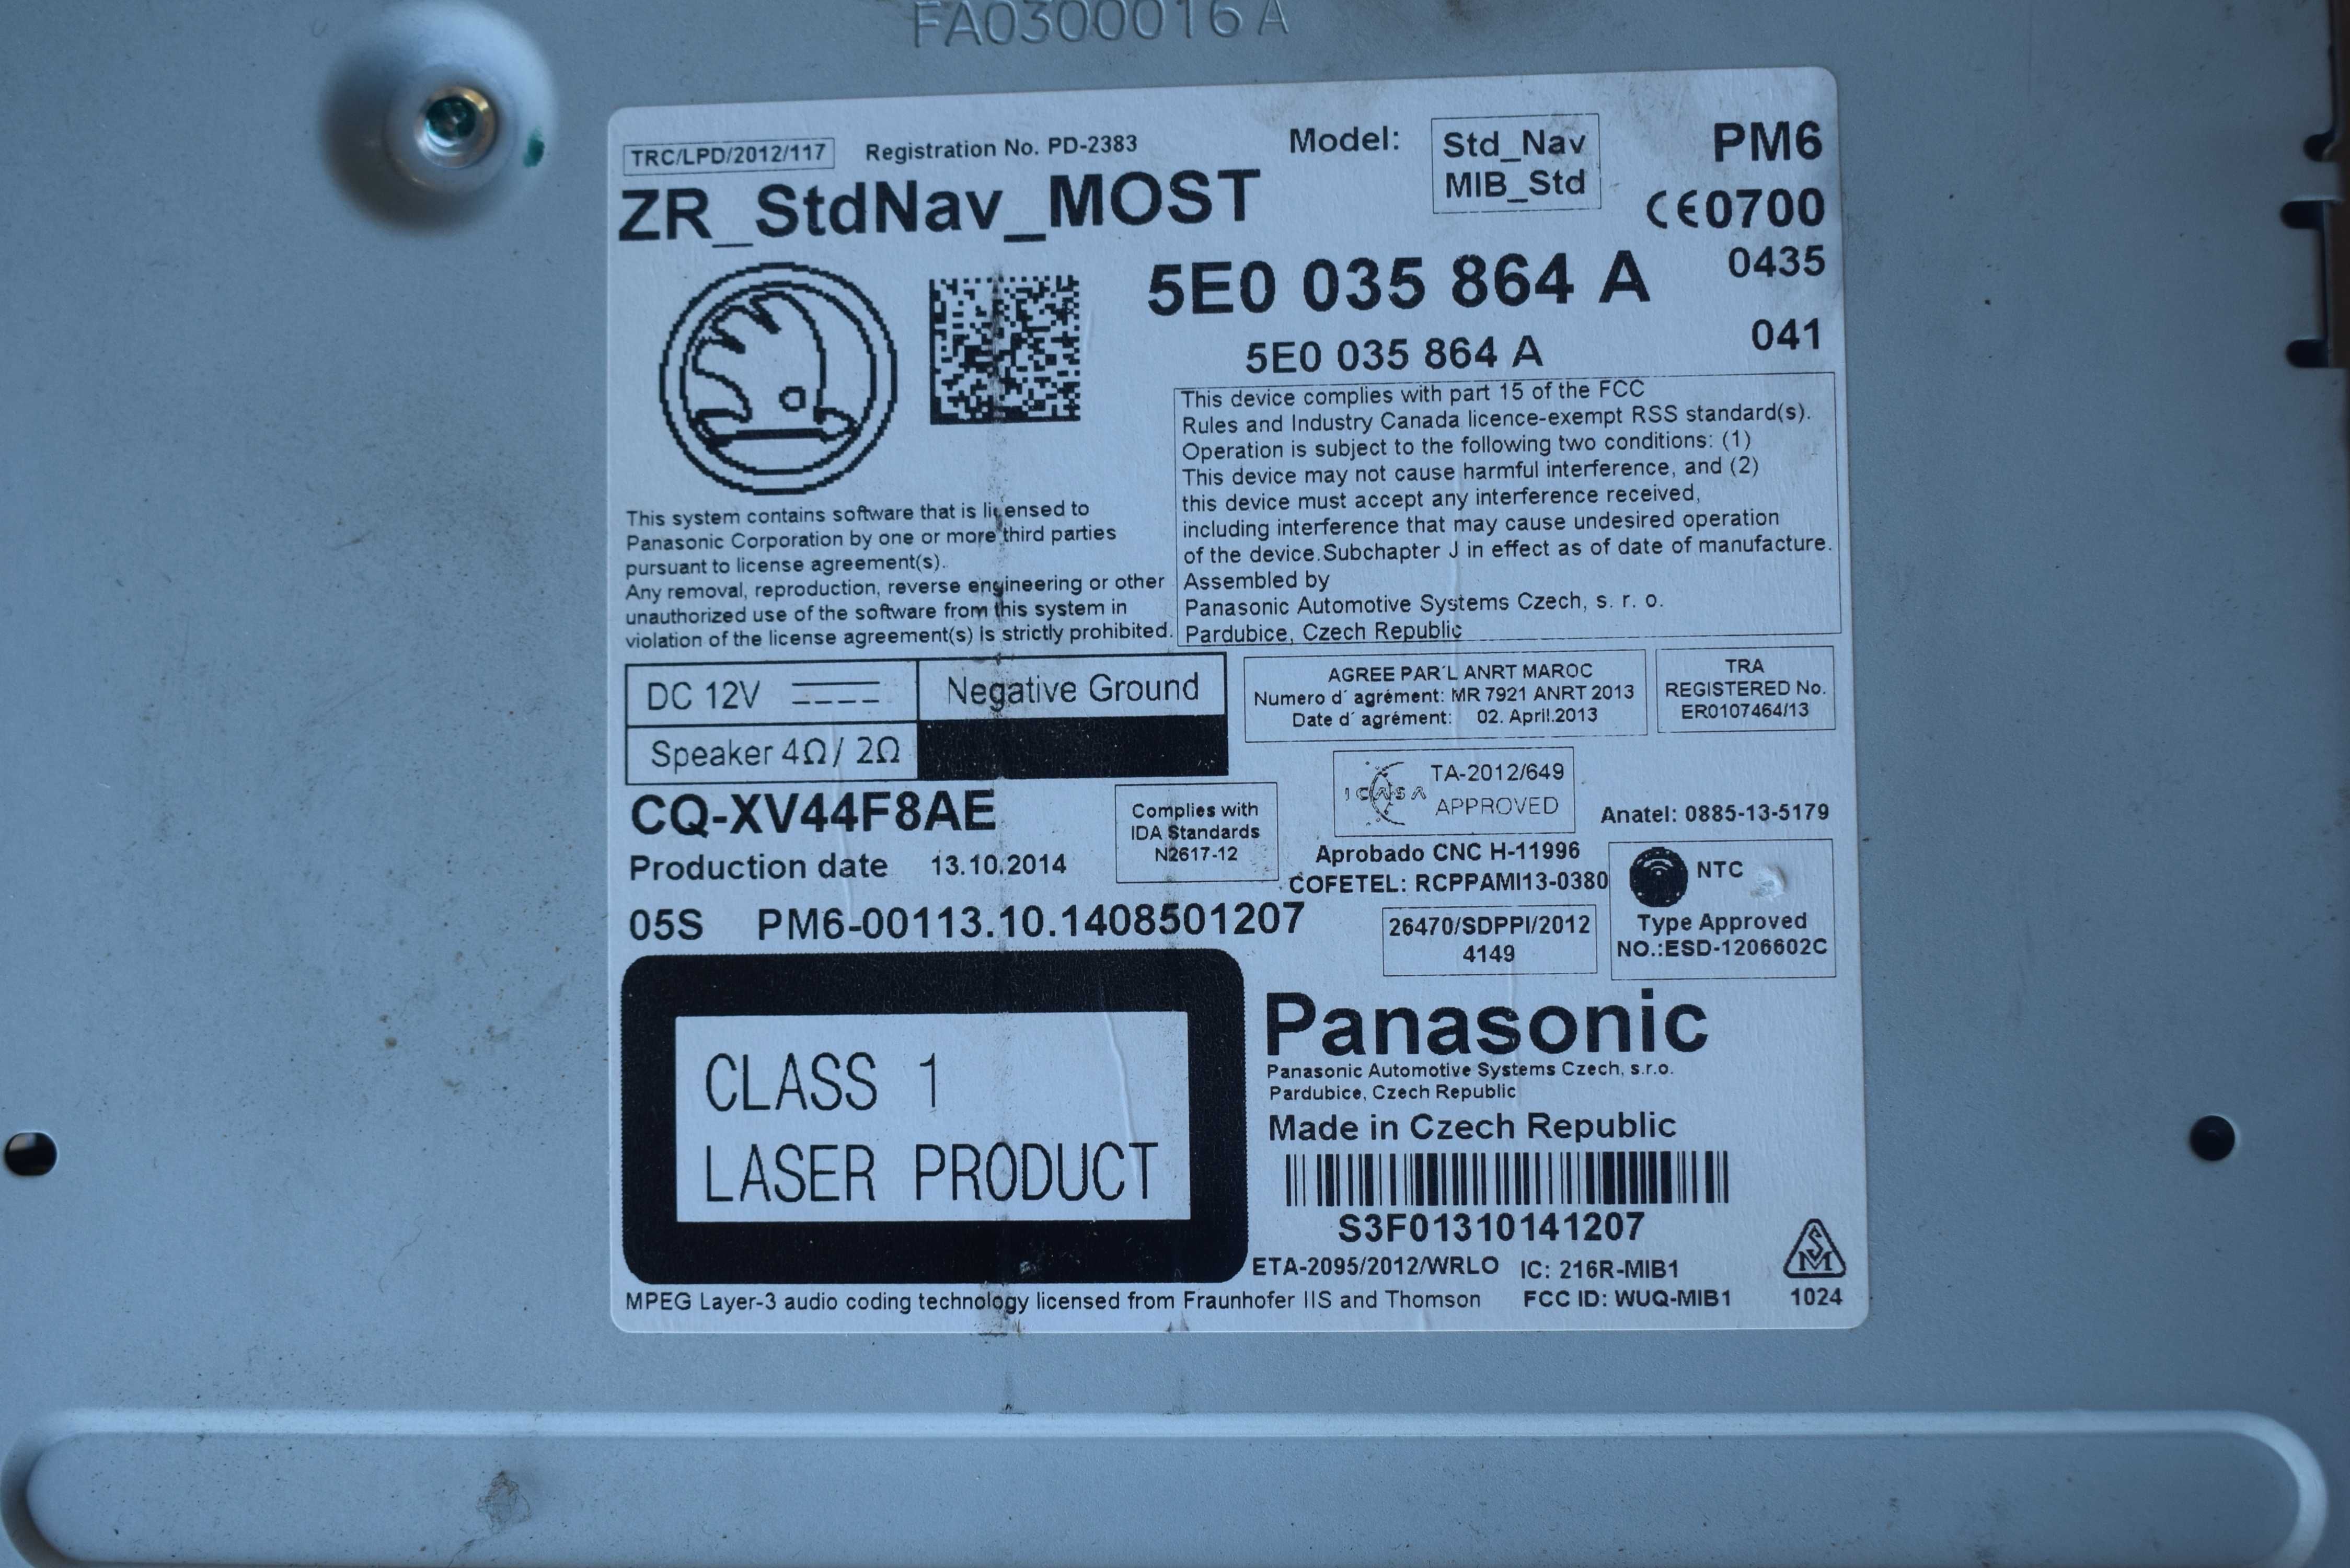 FA0300016A
TRC/LPD/2012/117 Registration No. PD-2383
Model: Std_Nav
MIB_Std
PM6
ZR_StdNav_MOST
CE0700
5E0 035 864 A
0435
5E0 035 864 A
041
This device complies with part 15 of the FCC
Rules and Industry Canada licence-exempt RSS standard(s).
Operation is subject to the following two conditions: (1)
This device may not cause harmful interference, and (2)
this device must accept any interference received,
including interference that may cause undesired operation
of the device.Subchapter J in effect as of date of manufacture.
Assembled by
Panasonic Automotive Systems Czech, s. r. o.
Pardubice, Czech Republic
This system contains software that is licensed to
Panasonic Corporation by one or more third parties
pursuant to license agreement(s).
Any removal, reproduction, reverse engineering or other
unauthorized use of the software from this system in
violation of the license agreement(s) is strictly prohibited.
DC 12V Negative Ground
Speaker 4Ω/ 2Ω
AGREE PAR´L ANRT MAROC
Numero d´ agrément: MR 7921 ANRT 2013
Date d´ agrément: 02. April.2013
TRA
REGISTERED No.
ER0107464/13
ICASA
TA-2012/649
APPROVED
Anatel: 0885-13-5179
CQ-XV44F8AE
Complies with
IDA Standards
N2617-12
Aprobado CNC H-11996
COFETEL: RCPPAMI13-0380
Production date 13.10.2014
NTC
Type Approved
NO.:ESD-1206602C
05S PM6-00113.10.1408501207
26470/SDPPI/2012
4149
CLASS 1
LASER PRODUCT
Panasonic
Panasonic Automotive Systems Czech, s.r.o.
Pardubice, Czech Republic
Made in Czech Republic
S3F01310141207
ETA-2095/2012/WRLO IC: 216R-MIB1
MPEG Layer-3 audio coding technology licensed from Fraunhofer IIS and Thomson FCC ID: WUQ-MIB1
SM
1024